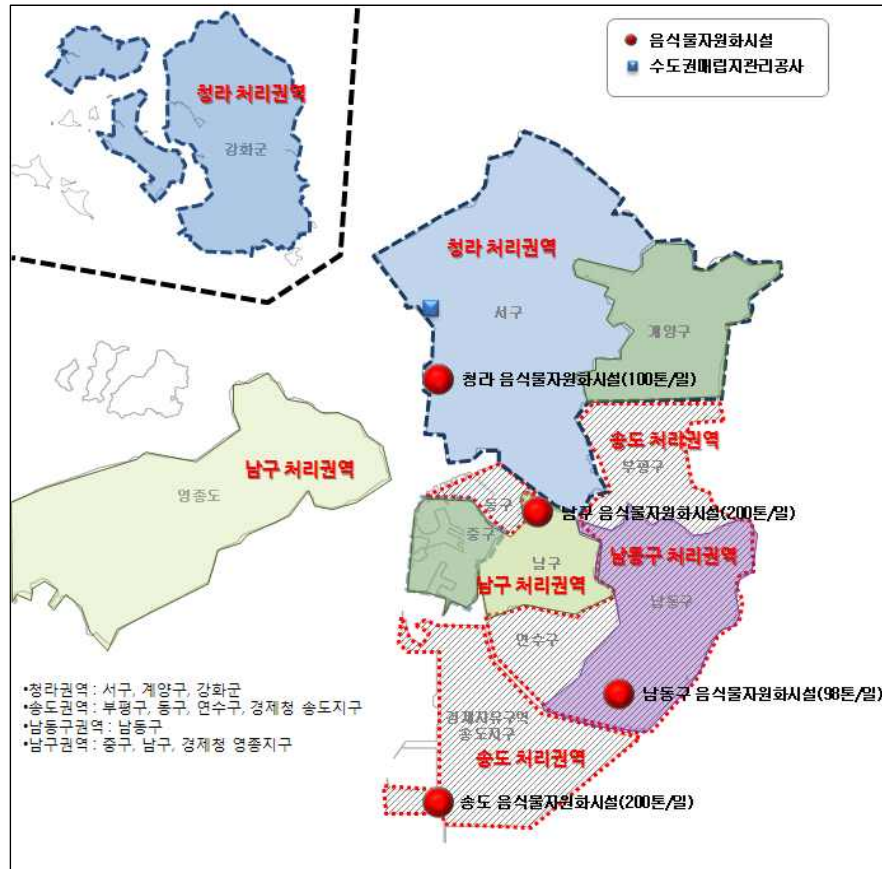 음식물자원화시설
수도권매립지관리공사
청라 처리권역
강화군
청라 처리권역
서구
계양구
청라 음식물자원화시설(100톤/일)
송도 처리권역
부평구
남구 처리권역
영종도
동구
남구 음식물자원화시설(200톤/일)
중구
남구
남구 처리권역
남동구 처리권역
남동구
연수구
남동구 음식물자원화시설(98톤/일)
•청라권역 : 서구, 계양구, 강화군
•송도권역 : 부평구, 동구, 연수구, 경제청 송도지구
•남동구권역 : 남동구
•남구권역 : 중구, 남구, 경제청 영종지구
경제자유구역
송도지구
송도 처리권역
송도 음식물자원화시설(200톤/일)